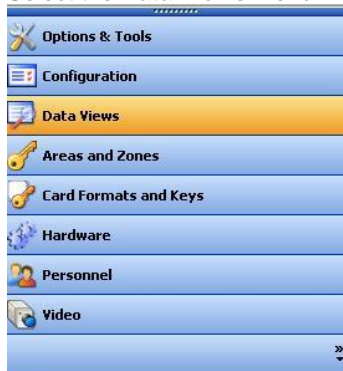 Options & Tools
Configuration
Data Views
Areas and Zones
Card Formats and Keys
Hardware
Personnel
Video